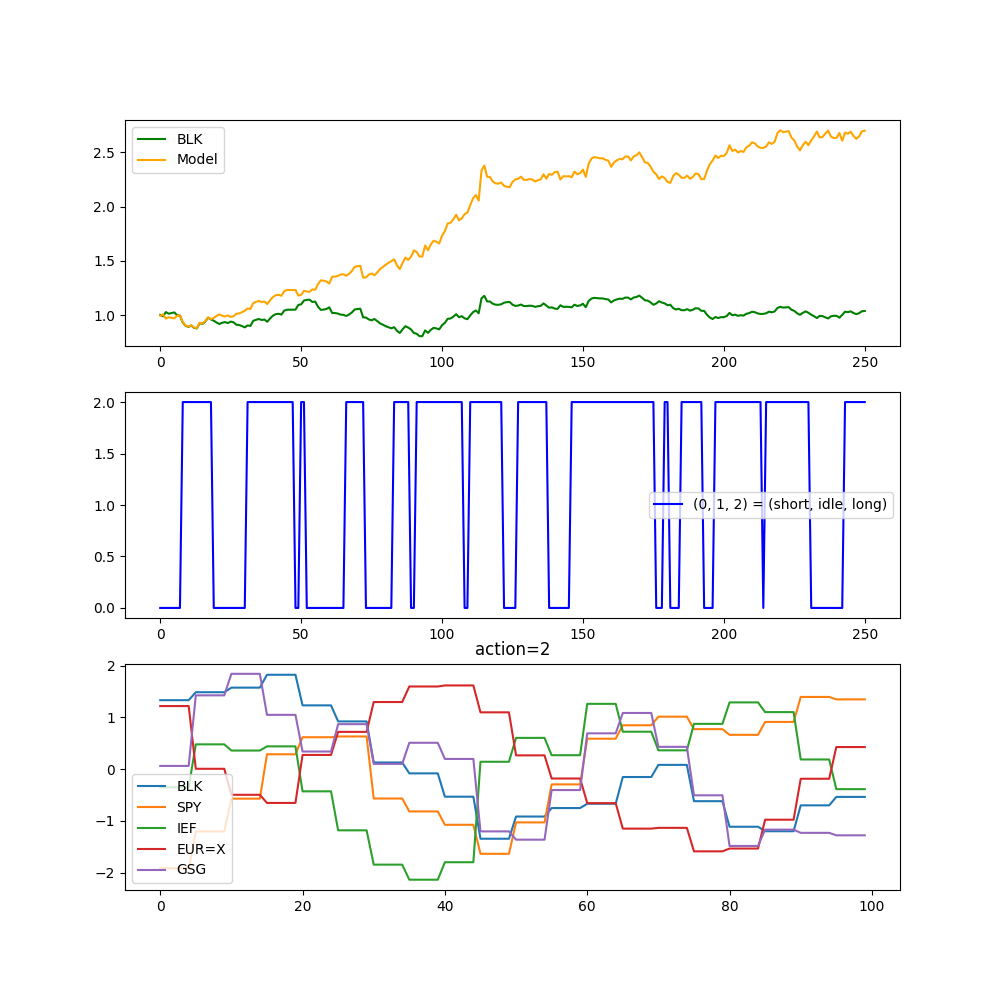 BLK
Model
2.5
2.0
1.5
1.0
0 50 100 150 200 250
2.0
1.5
1.0
0.5
0.0
(0, 1, 2) = (short, idle, long)
0 50 100 150 200 250
action=2
2
1
0
−1
−2
BLK
SPY
IEF
EUR=X
GSG
0 20 40 60 80 100